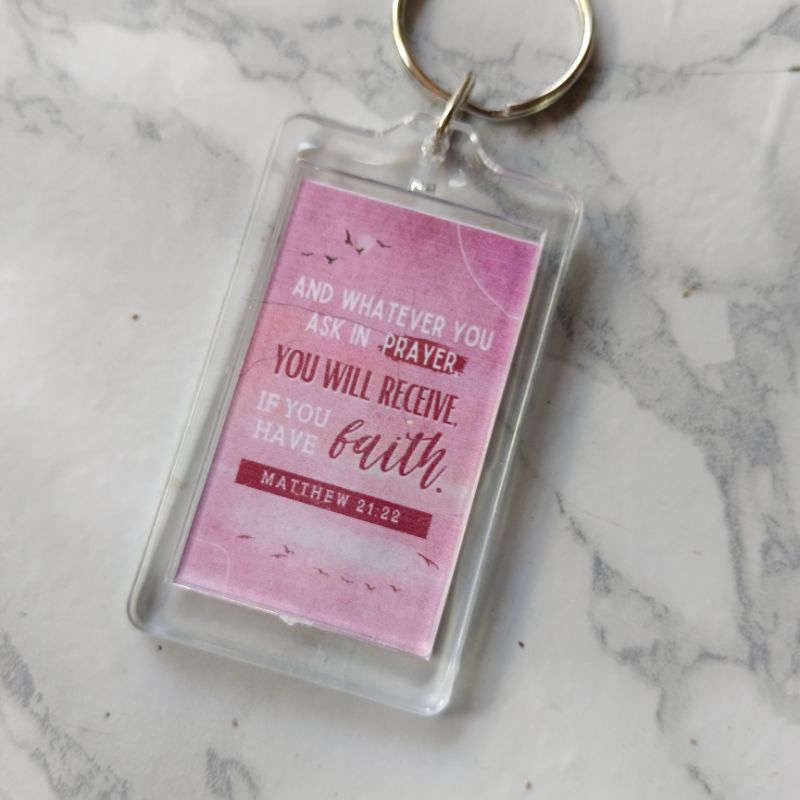 AND WHATEVER YOU
ASK IN PRAYER
YOU WILL RECEIVE,
IF YOU
HAVE faith.
MATTHEW 21:22